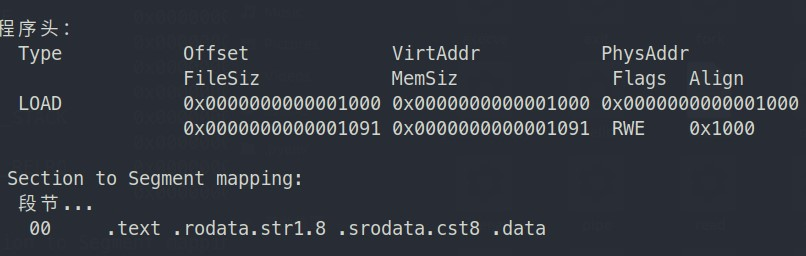 程序头：
Type Offset VirtAddr PhysAddr
FileSiz MemSiz Flags Align
LOAD 0x0000000000001000 0x0000000000001000 0x0000000000001000
0x0000000000001091 0x0000000000001091 RWE 0x1000
Section to Segment mapping:
段节...
00 .text .rodata.str1.8 .srodata.cst8 .data